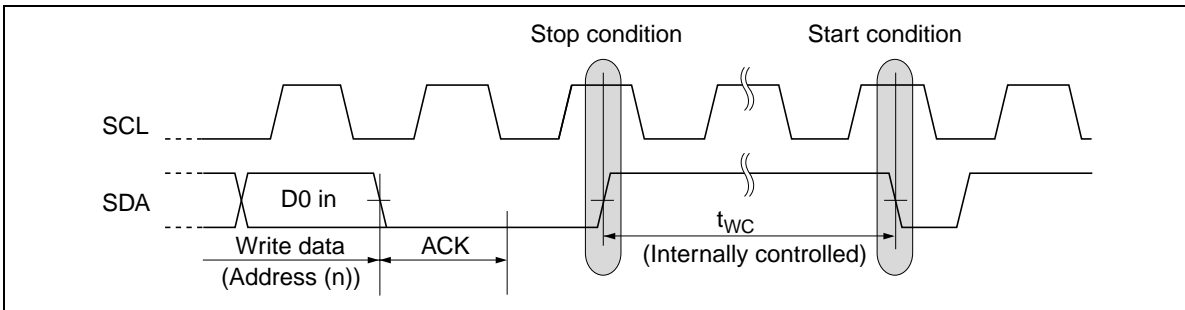 Stop condition
Start condition
SCL
SDA
D0 in
tWC
Write data
ACK
(Internally controlled)
(Address (n))